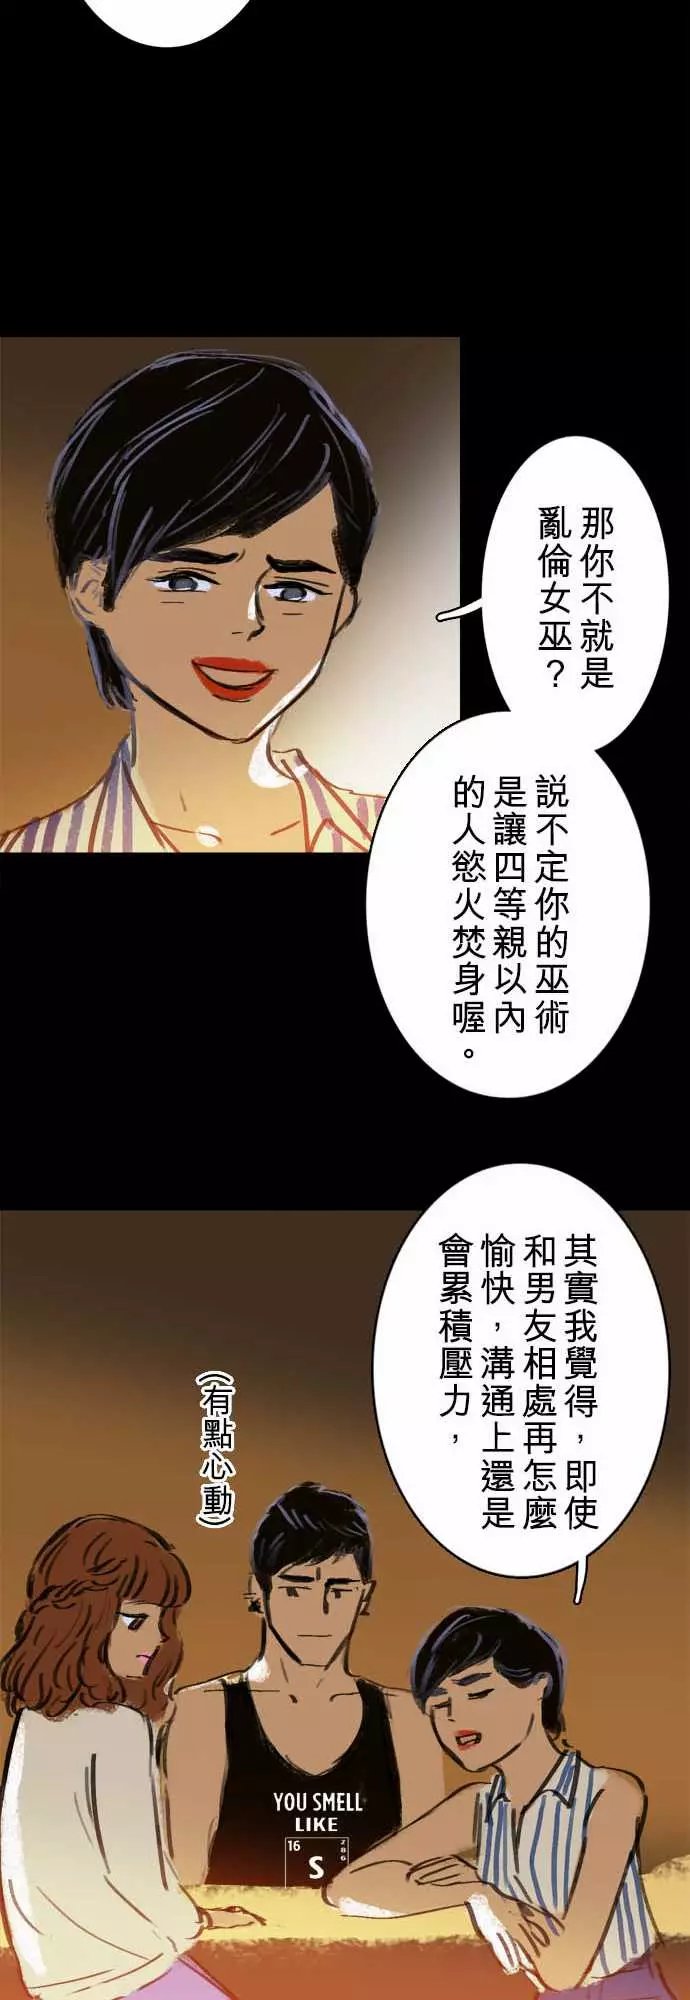 那你不就是
亂倫女巫？
說不定你的巫術
是讓四等親以內
的人慾火焚身喔。
其實我覺得，即使
和男友相處再怎麼
愉快，溝通上還是
會累積壓力，
（有點心動）
YOU SMELL
LIKE
16
2 8 6
S